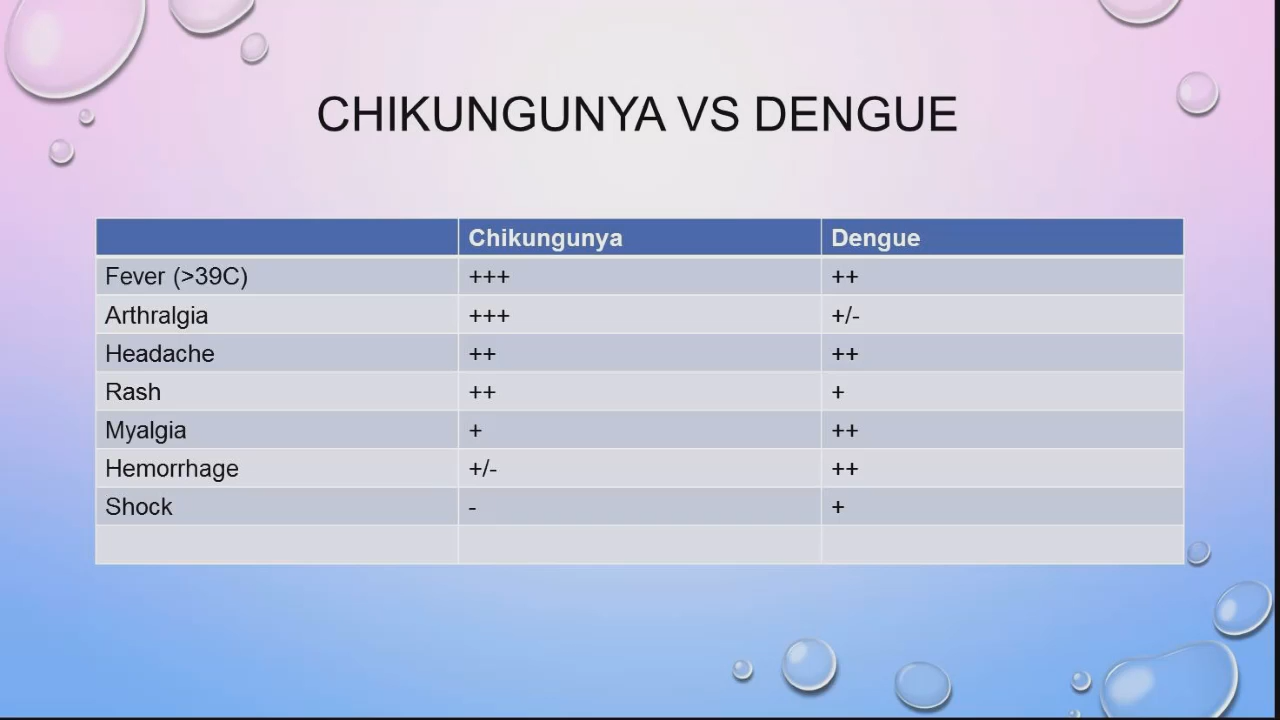 CHIKUNGUNYA VS DENGUE
Chikungunya Dengue
Fever (>39C) +++ ++
Arthralgia +++ +/-
Headache ++ ++
Rash ++ +
Myalgia + ++
Hemorrhage +/- ++
Shock - +